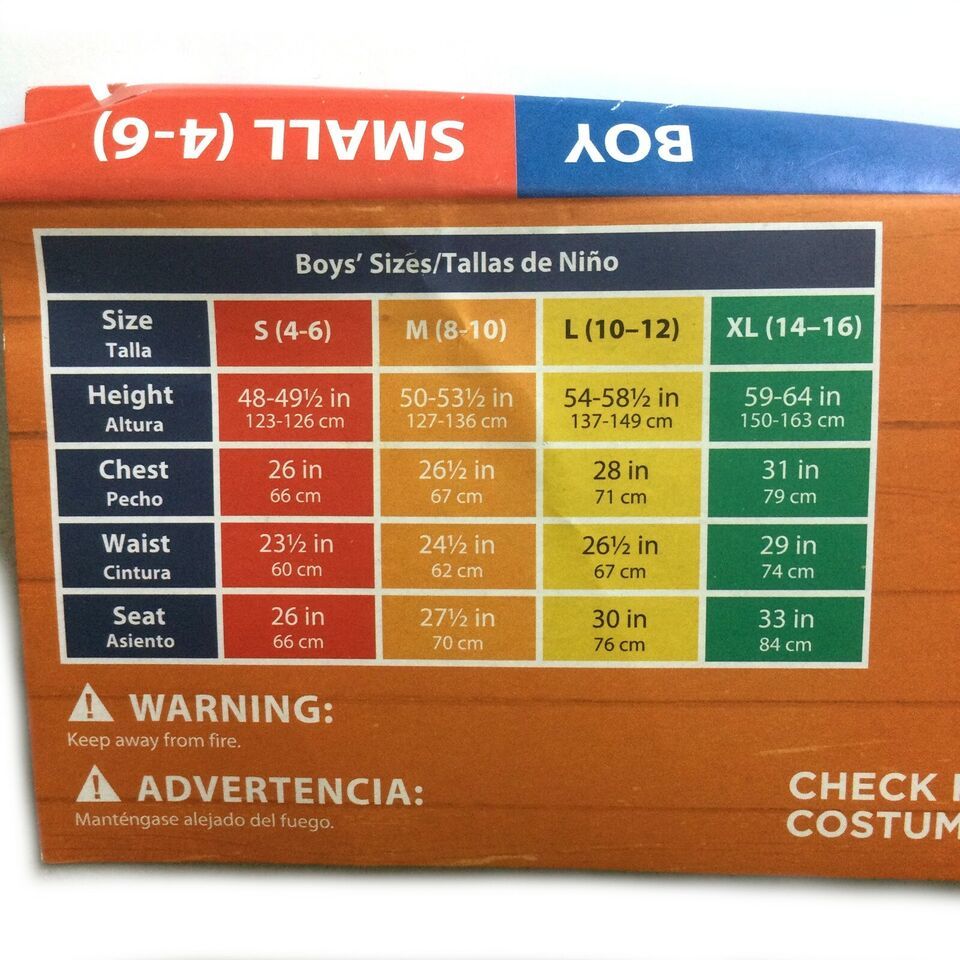 SMALL (4-6)
BOY
Boys' Sizes/Tallas de Niño
Size S (4-6) M (8-10) L (10–12) XL (14–16)
Talla
Height 48-49½ in 50-53½ in 54-58½ in 59-64 in
Altura 123-126 cm 127-136 cm 137-149 cm 150-163 cm
Chest 26 in 26½ in 28 in 31 in
Pecho 66 cm 67 cm 71 cm 79 cm
Waist 23½ in 24½ in 26½ in 29 in
Cintura 60 cm 62 cm 67 cm 74 cm
Seat 26 in 27½ in 30 in 33 in
Asiento 66 cm 70 cm 76 cm 84 cm
WARNING:
Keep away from fire.
ADVERTENCIA:
Manténgase alejado del fuego.
CHECK